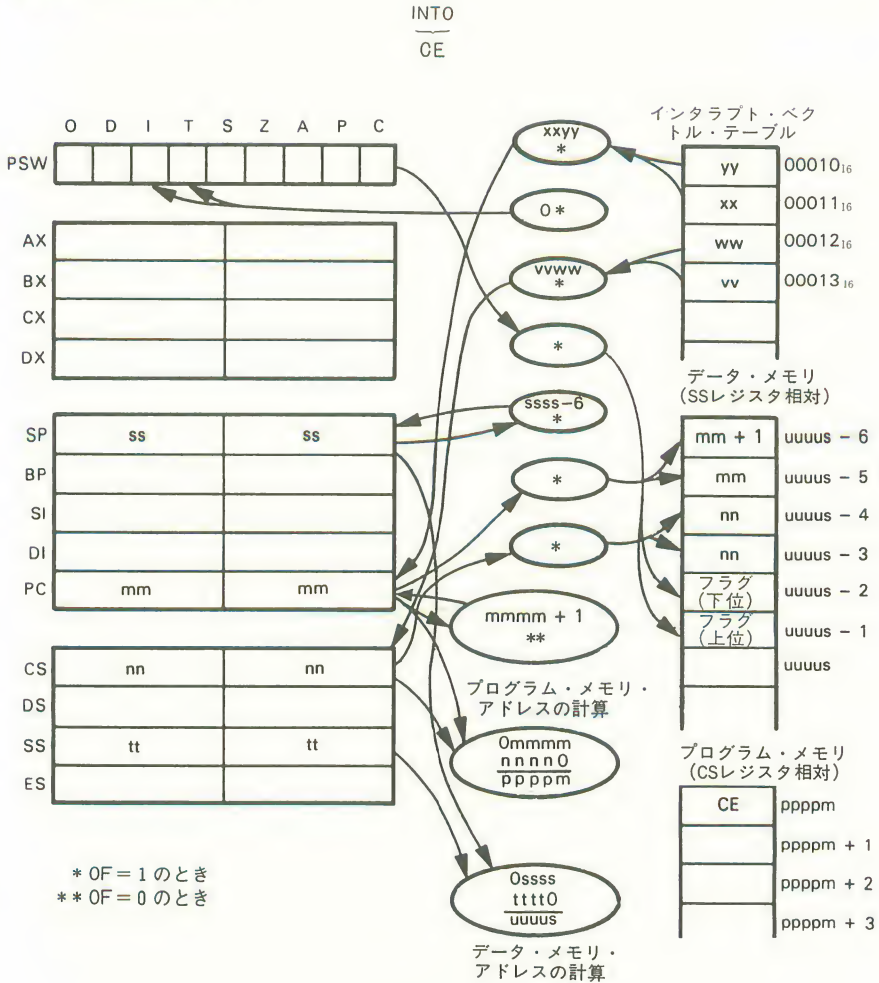 INTO
CE
O D I T S Z A P C
PSW
AX
BX
CX
DX
SP ss ss
BP
SI
DI
PC mm mm
CS nn nn
DS
SS tt tt
ES
* OF = 1 のとき
** OF = 0 のとき
xxyy
*
0 *
vvww
*
*
ssss-6
*
*
*
mmmm + 1
**
プログラム・メモリ・
アドレスの計算
0mmmm
nnnn0
ppppm
0ssss
tttt0
uuuus
データ・メモリ・
アドレスの計算
インタラプト・ベク
トル・テーブル
yy 00010₁₆
xx 00011₁₆
ww 00012₁₆
vv 00013₁₆
データ・メモリ
(SSレジスタ相対)
mm + 1 uuuus - 6
mm uuuus - 5
nn uuuus - 4
nn uuuus - 3
フラグ
(下位) uuuus - 2
フラグ
(上位) uuuus - 1
uuuus
プログラム・メモリ
(CSレジスタ相対)
CE ppppm
ppppm + 1
ppppm + 2
ppppm + 3